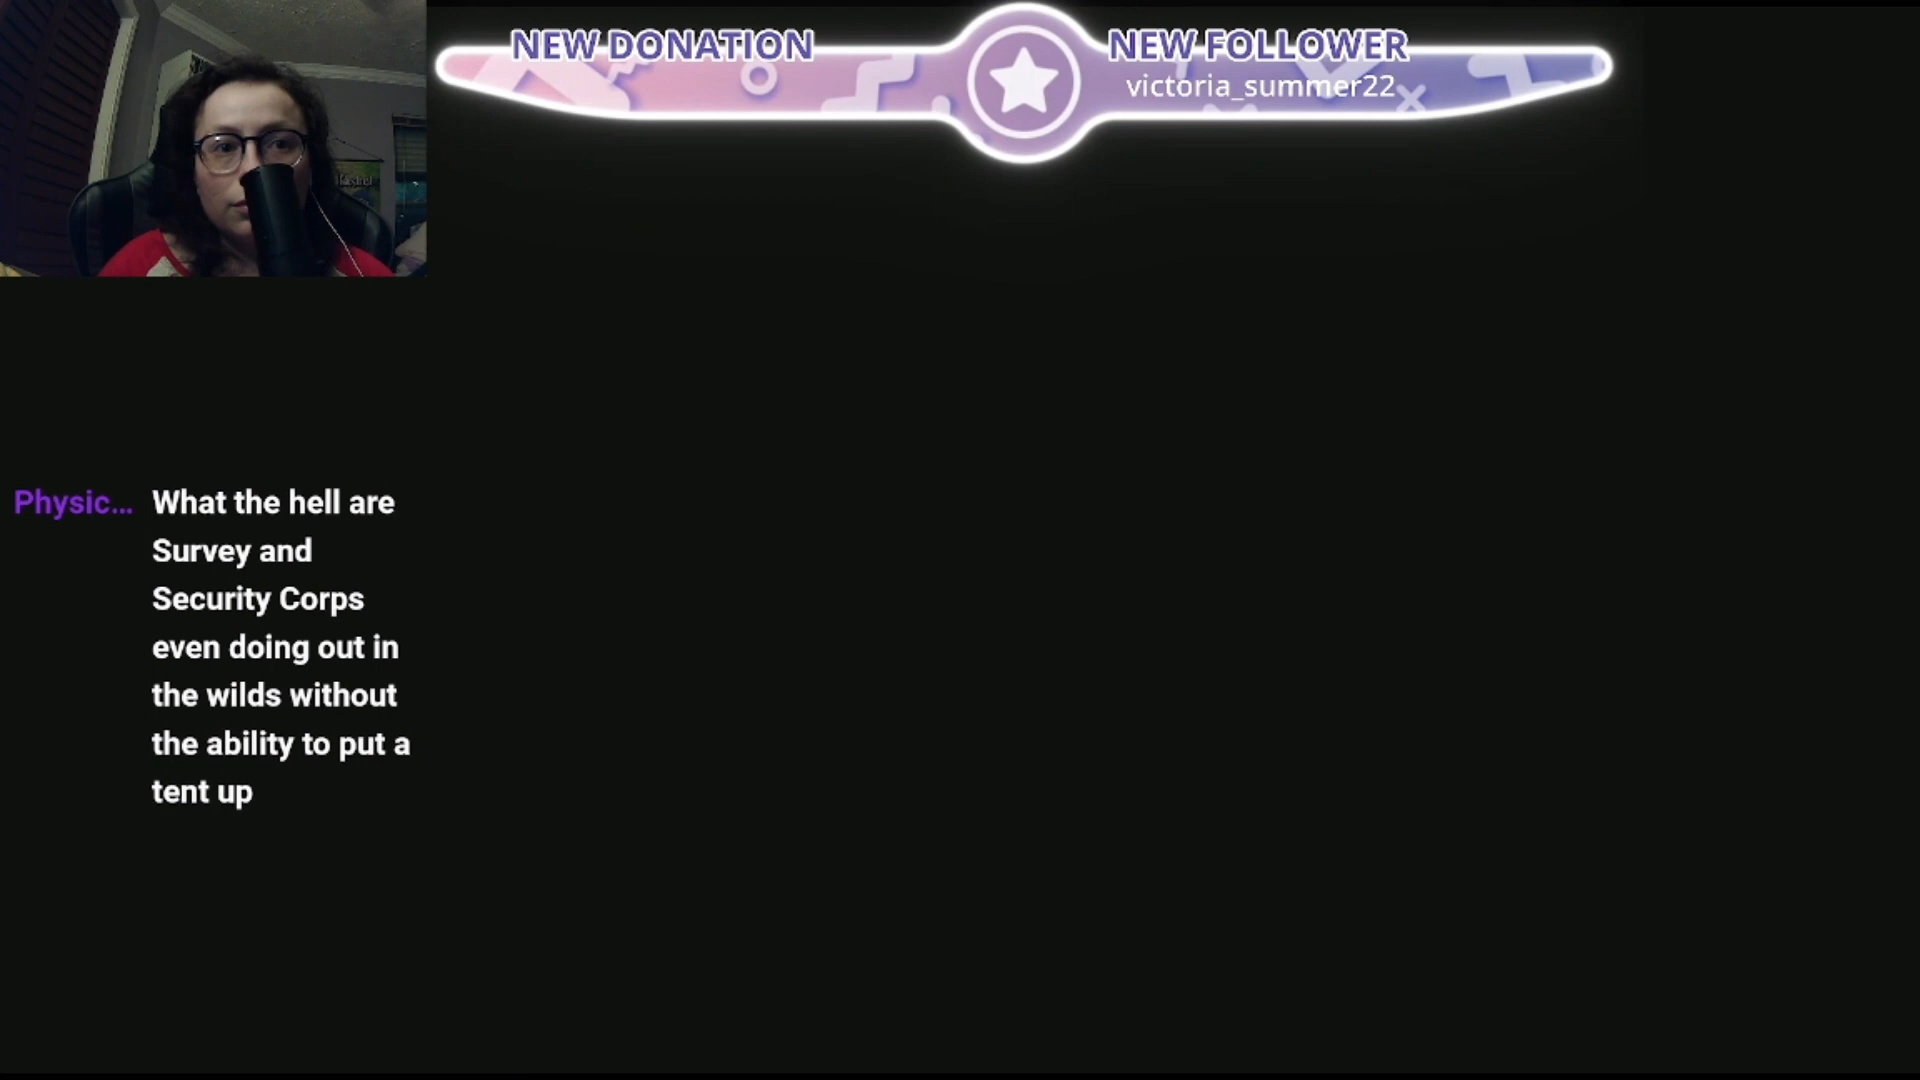 NEW DONATION
NEW FOLLOWER
victoria_summer22
Physic... What the hell are
Survey and
Security Corps
even doing out in
the wilds without
the ability to put a
tent up